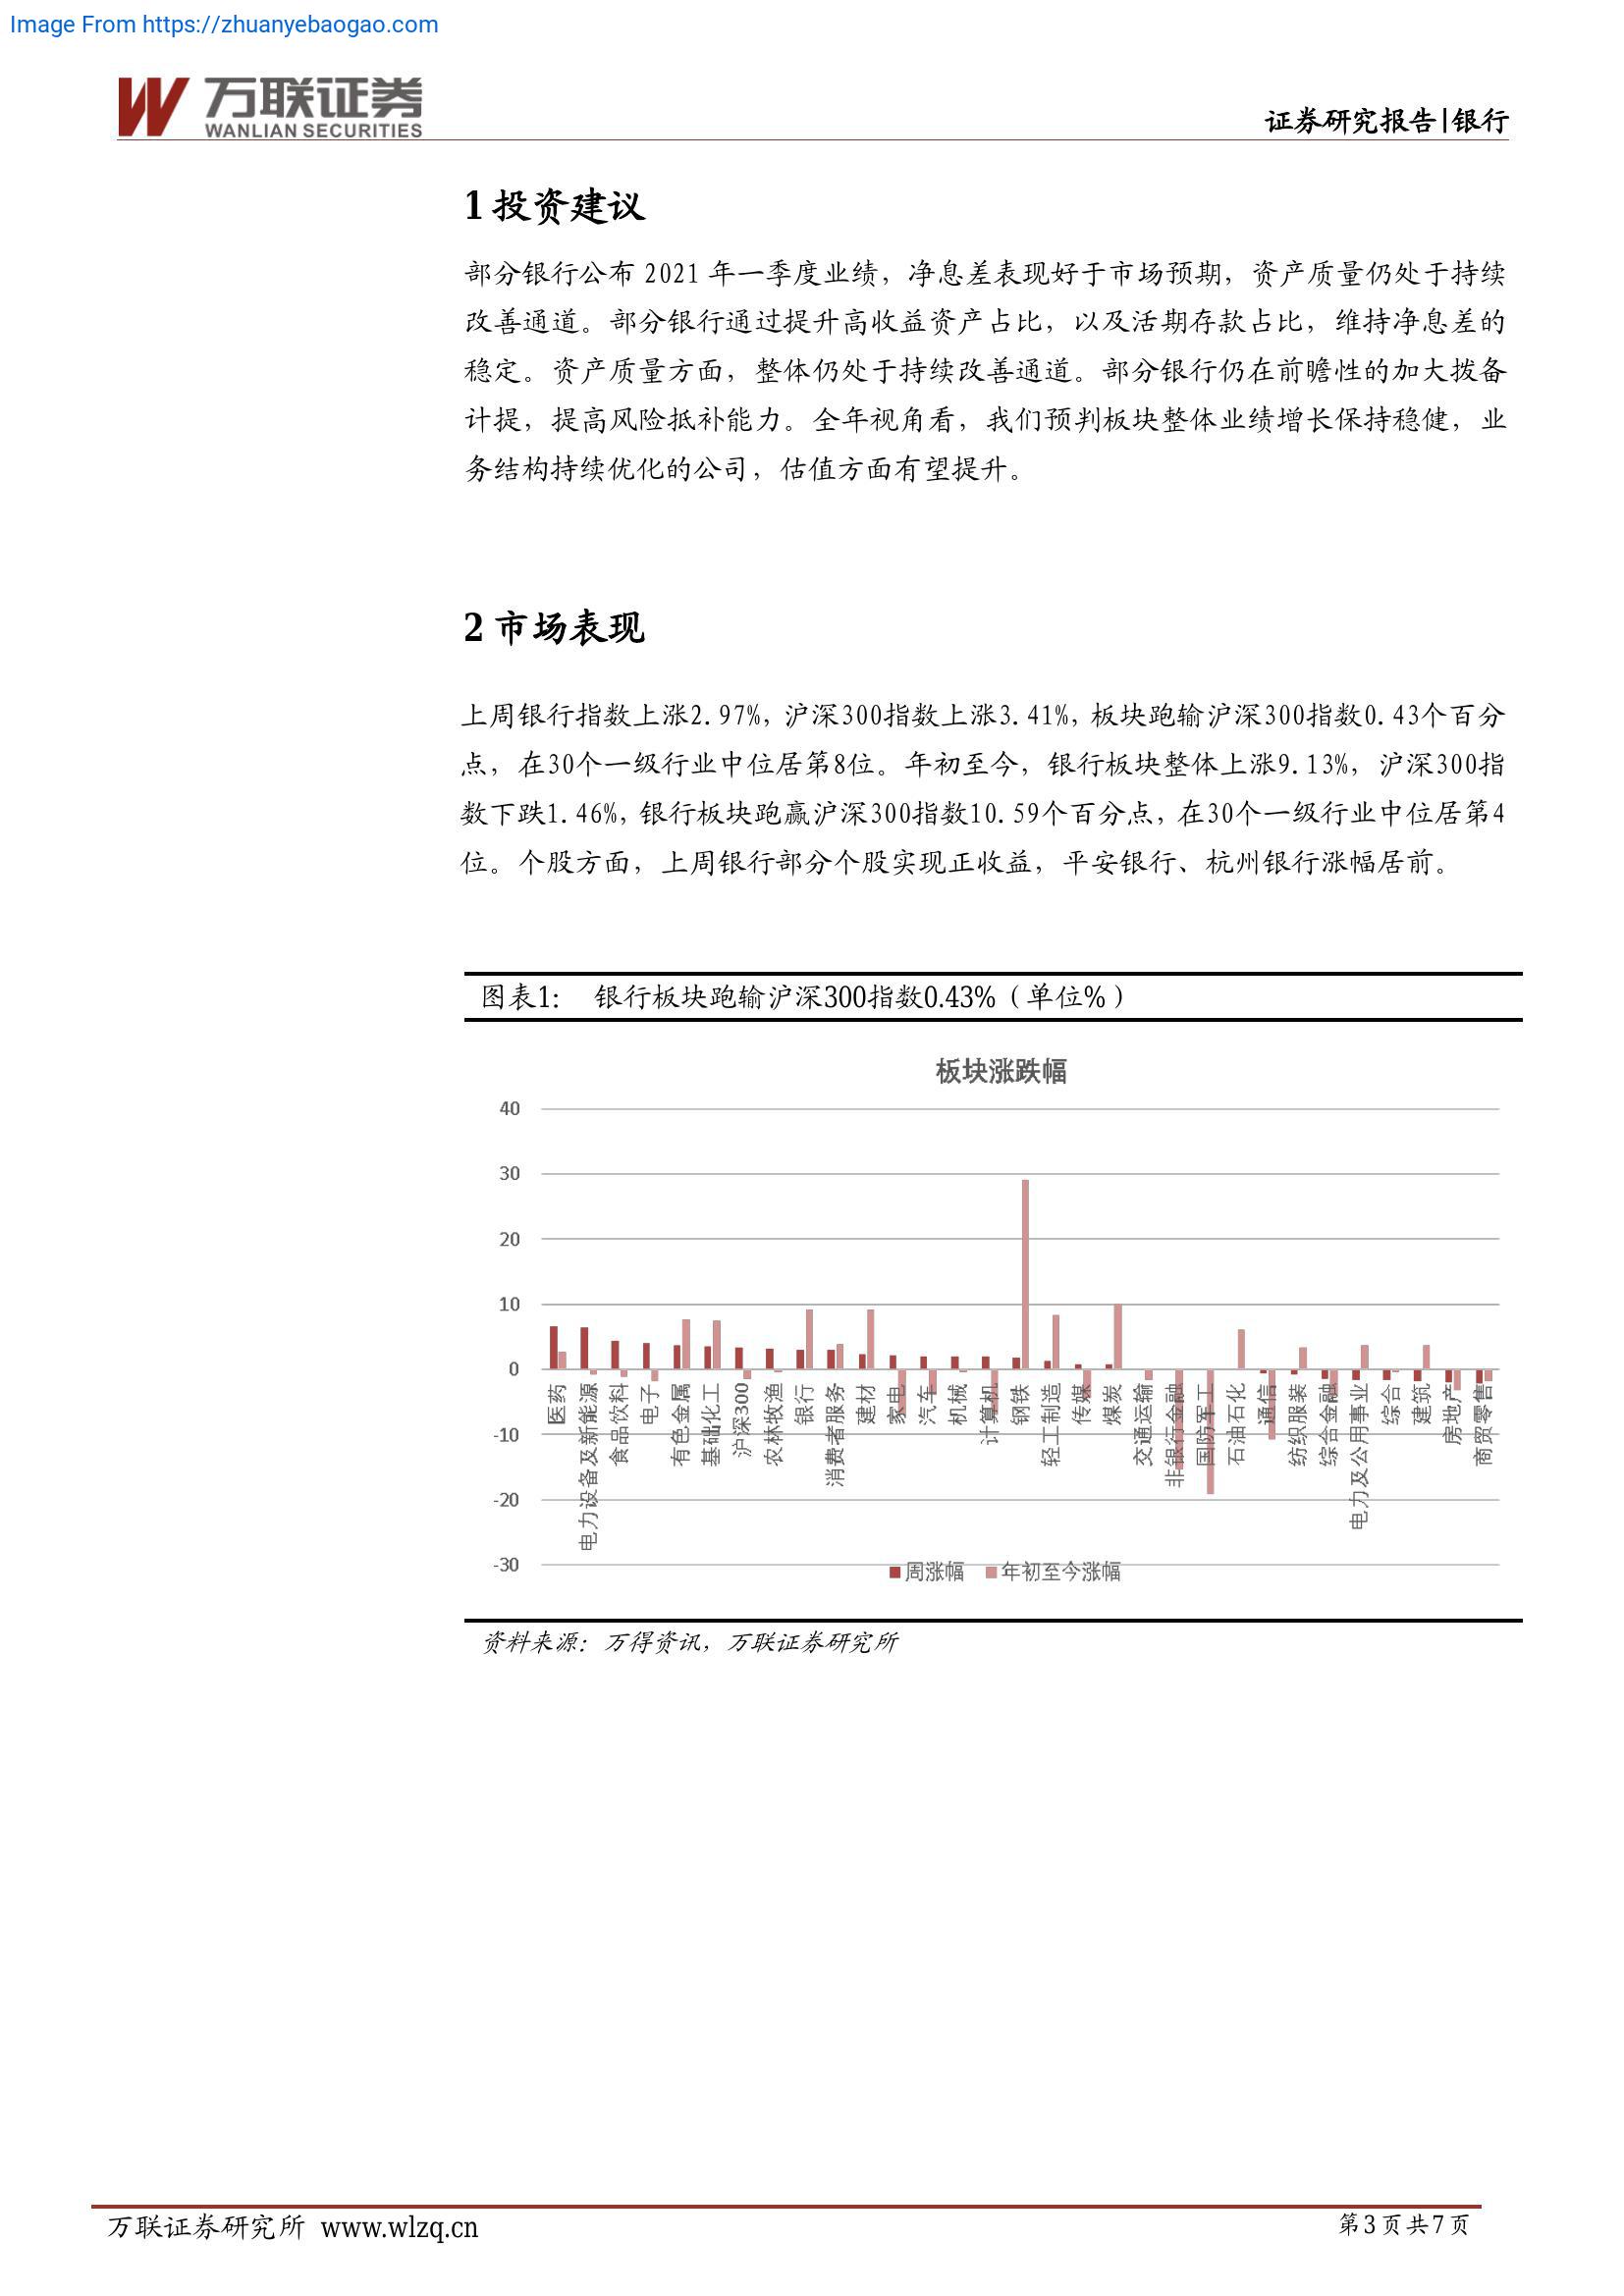 Image From https://zhuanyebaogao.com
万联证券
WANLIAN SECURITIES
证券研究报告|银行
1 投资建议
部分银行公布 2021 年一季度业绩，净息差表现好于市场预期，资产质量仍处于持续
改善通道。部分银行通过提升高收益资产占比，以及活期存款占比，维持净息差的
稳定。资产质量方面，整体仍处于持续改善通道。部分银行仍在前瞻性的加大拨备
计提，提高风险抵补能力。全年视角看，我们预判板块整体业绩增长保持稳健，业
务结构持续优化的公司，估值方面有望提升。
2 市场表现
上周银行指数上涨2.97%，沪深300指数上涨3.41%，板块跑输沪深300指数0.43个百分
点，在30个一级行业中位居第8位。年初至今，银行板块整体上涨9.13%，沪深300指
数下跌1.46%，银行板块跑赢沪深300指数10.59个百分点，在30个一级行业中位居第4
位。个股方面，上周银行部分个股实现正收益，平安银行、杭州银行涨幅居前。
图表1： 银行板块跑输沪深300指数0.43%（单位%）
板块涨跌幅
40
30
20
10
0
-10
-20
-30
医药
电力设备及新能源
食品饮料
电子
有色金属
基础化工
沪深300
农林牧渔
银行
消费者服务
建材
家电
汽车
机械
计算机
钢铁
轻工制造
传媒
煤炭
交通运输
非银行金融
国防军工
石油石化
通信
纺织服装
综合金融
电力及公用事业
综合
建筑
房地产
商贸零售
周涨幅 年初至今涨幅
资料来源：万得资讯，万联证券研究所
万联证券研究所 www.wlzq.cn
第3页共7页